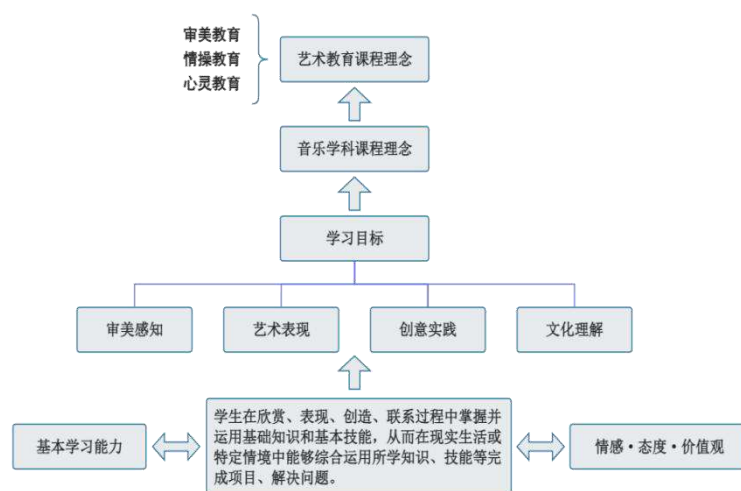 审美教育
情操教育
心灵教育
艺术教育课程理念
音乐学科课程理念
学习目标
审美感知
艺术表现
创意实践
文化理解
基本学习能力
学生在欣赏、表现、创造、联系过程中掌握并
运用基础知识和基本技能，从而在现实生活或
特定情境中能够综合运用所学知识、技能等完
成项目、解决问题。
情感·态度·价值观